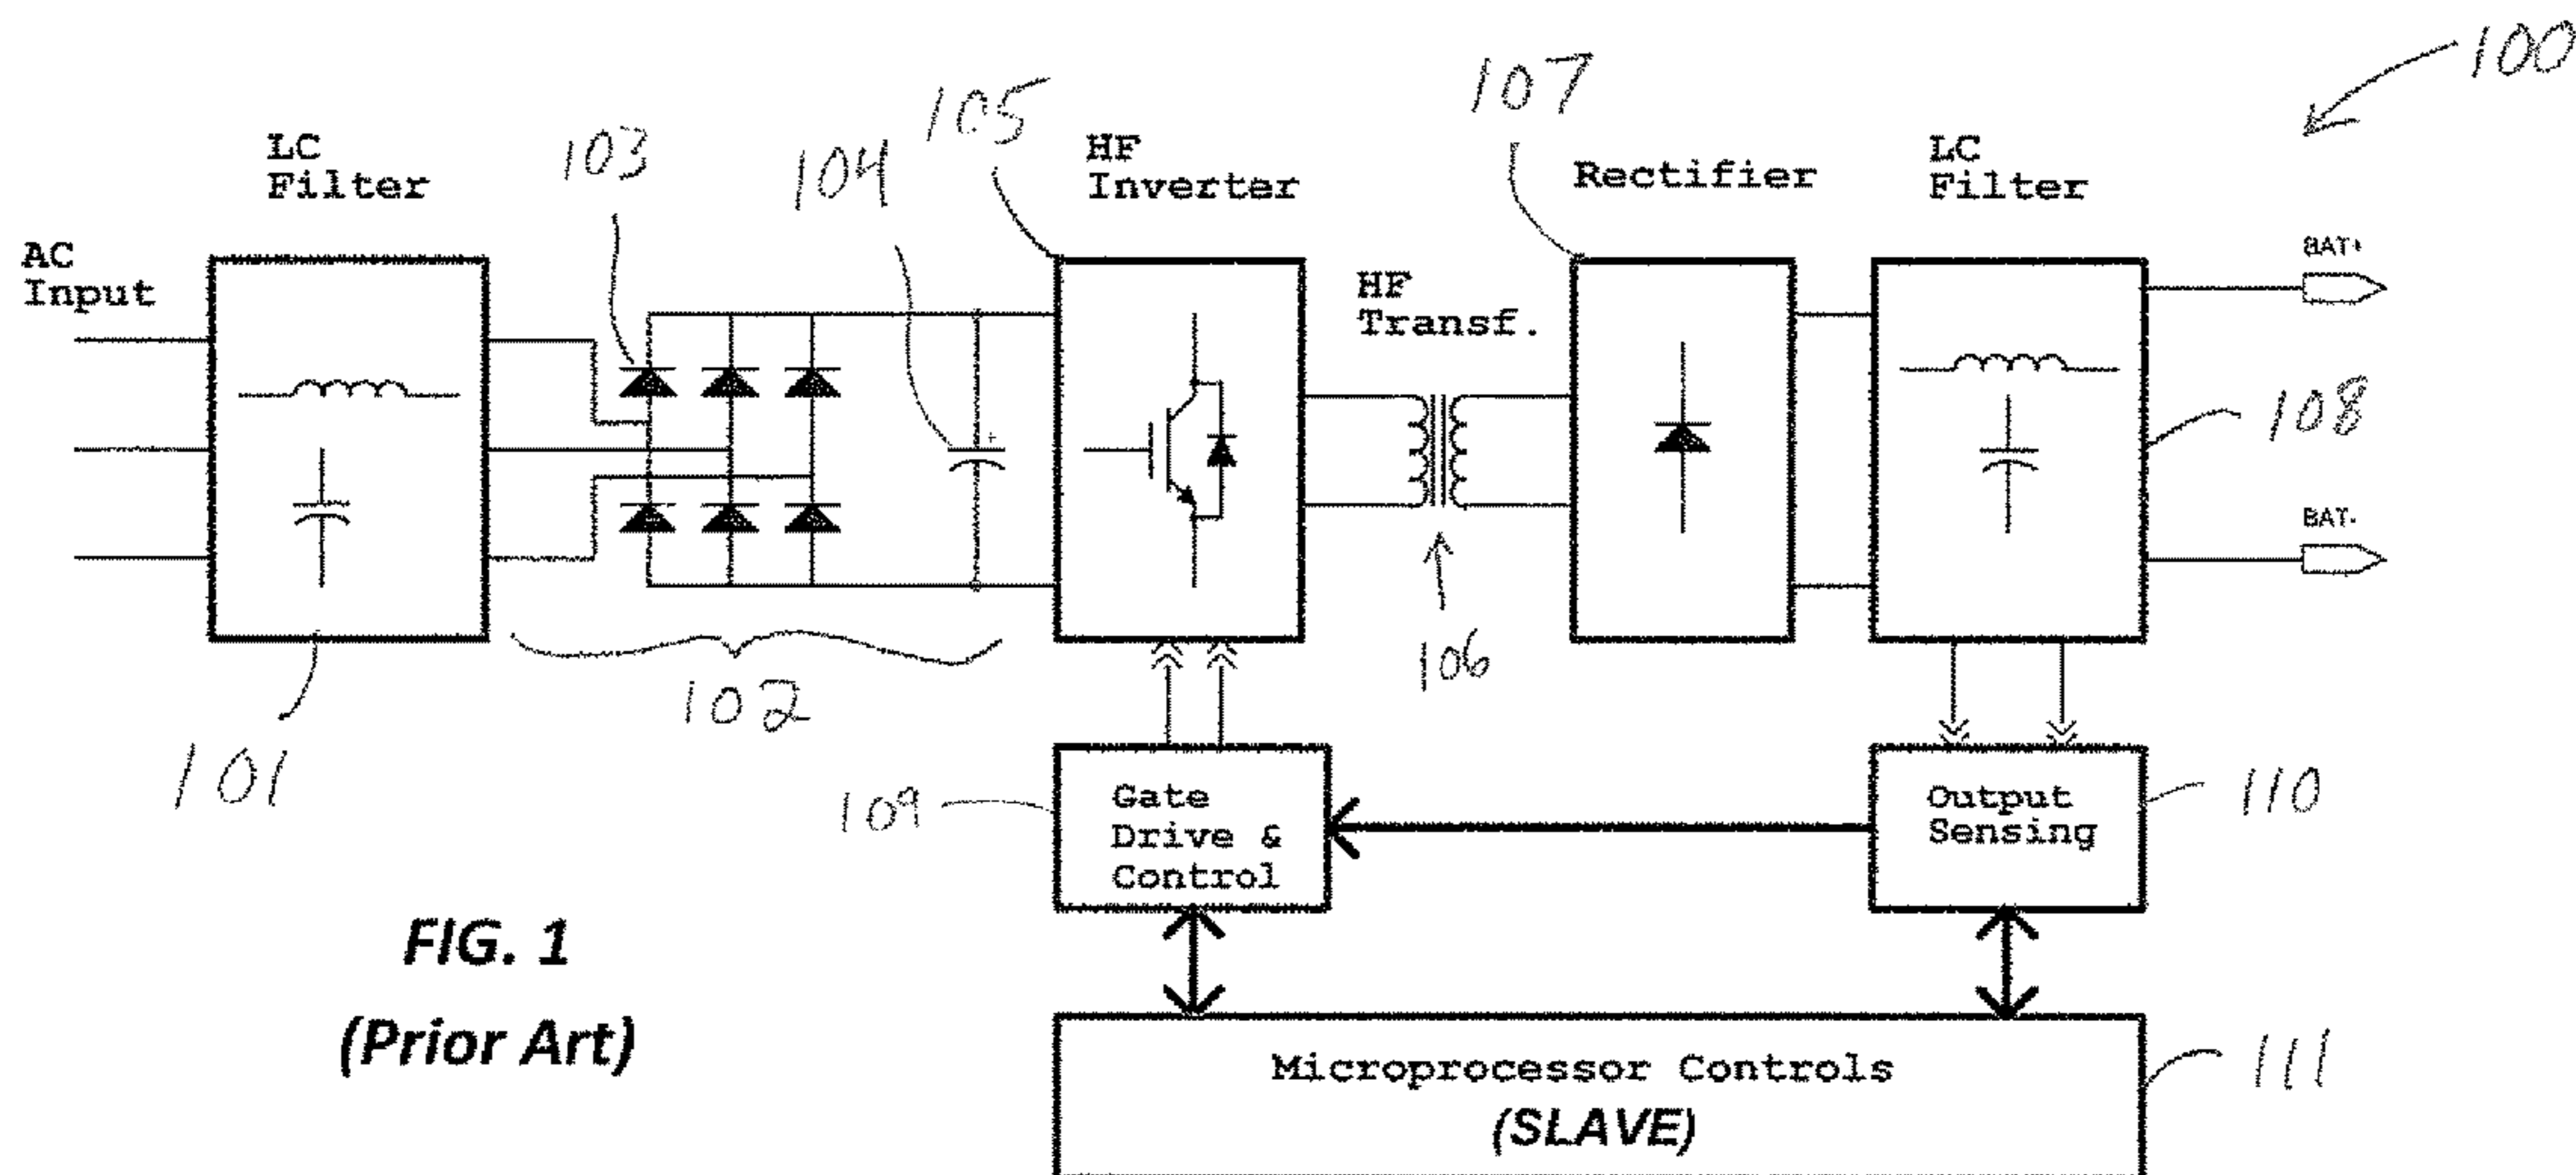 100
107
105
LC
Filter
103
104
HF
Inverter
Rectifier
LC
Filter
AC
Input
BAT+
HF
Transf.
108
BAT-
106
102
101
109
Gate
Drive &
Control
Output
Sensing
110
FIG. 1
(Prior Art)
Microprocessor Controls
(SLAVE)
111
+